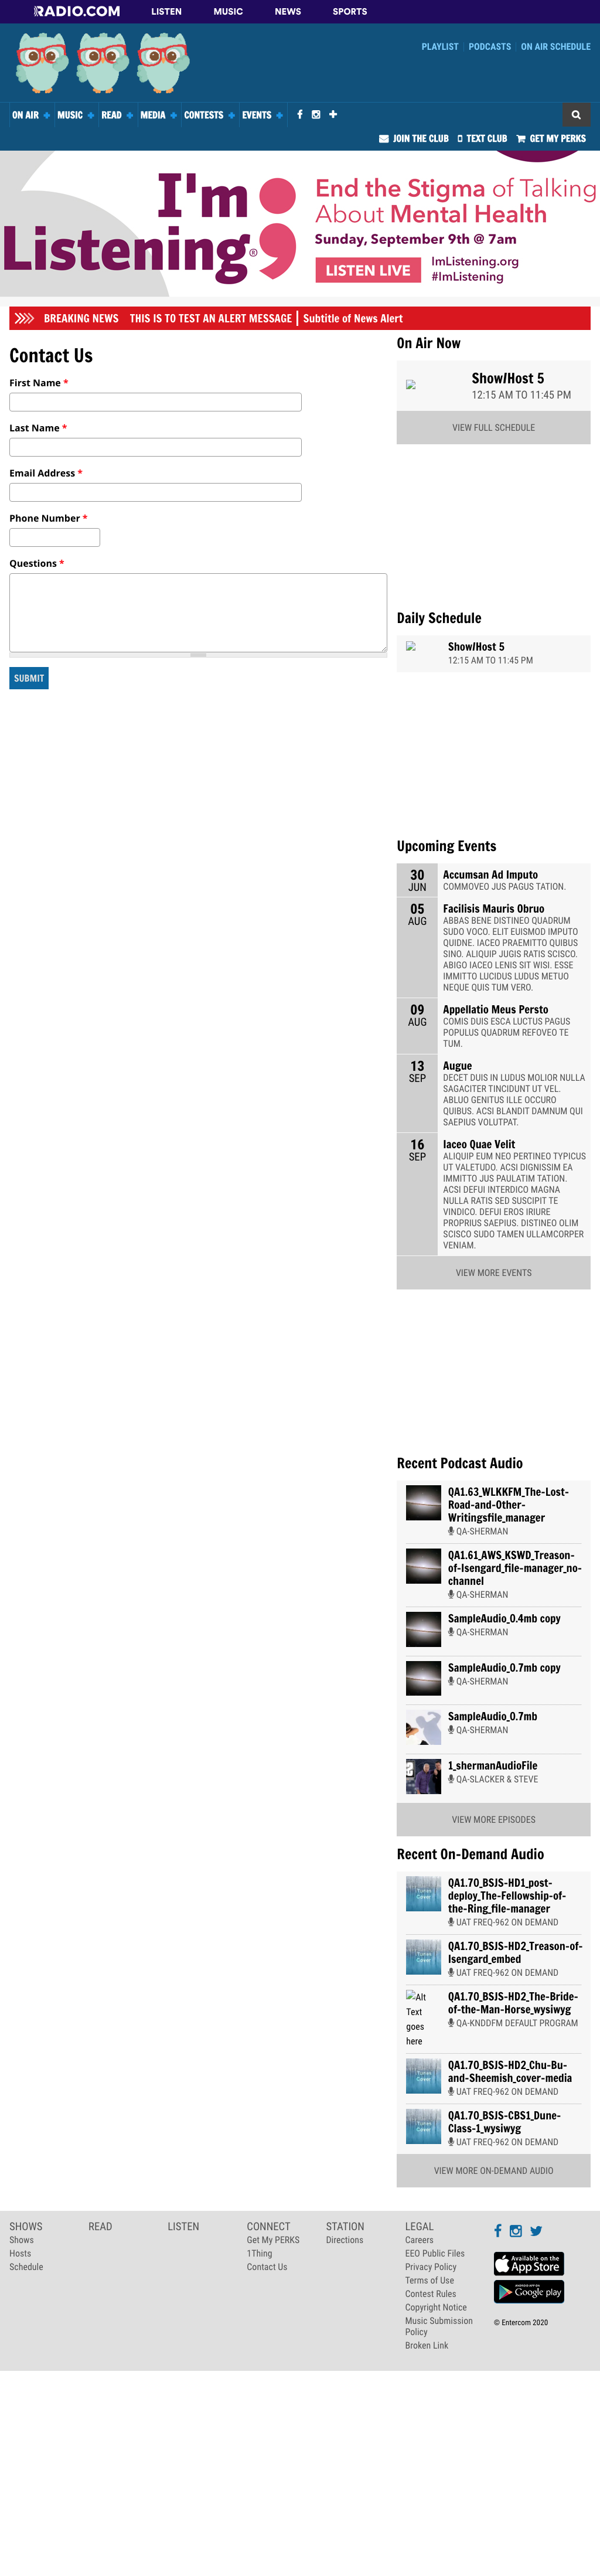 RADIO.COM LISTEN MUSIC NEWS SPORTS
PLAYLIST PODCASTS ON AIR SCHEDULE
ON AIR MUSIC READ MEDIA CONTESTS EVENTS
JOIN THE CLUB TEXT CLUB GET MY PERKS
I'm Listening®
End the Stigma of Talking
About Mental Health
Sunday, September 9th @ 7am
LISTEN LIVE
ImListening.org
#ImListening
BREAKING NEWS THIS IS TO TEST AN ALERT MESSAGE | Subtitle of News Alert
Contact Us
First Name *
Last Name *
Email Address *
Phone Number *
Questions *
SUBMIT
On Air Now
Show/Host 5
12:15 AM TO 11:45 PM
VIEW FULL SCHEDULE
Daily Schedule
Show/Host 5
12:15 AM TO 11:45 PM
Upcoming Events
30
JUN
Accumsan Ad Imputo
COMMOVEO JUS PAGUS TATION.
05
AUG
Facilisis Mauris Obruo
ABBAS BENE DISTINEO QUADRUM
SUDO VOCO. ELIT EUISMOD IMPUTO
QUIDNE. IACEO PRAEMITTO QUIBUS
SINO. ALIQUIP JUGIS RATIS SCISCO.
ABIGO IACEO LENIS SIT WISI. ESSE
IMMITTO LUCIDUS LUDUS METUO
NEQUE QUIS TUM VERO.
09
AUG
Appellatio Meus Persto
COMIS DUIS ESCA LUCTUS PAGUS
POPULUS QUADRUM REFOVEO TE
TUM.
13
SEP
Augue
DECET DUIS IN LUDUS MOLIOR NULLA
SAGACITER TINCIDUNT UT VEL.
ABLUO GENITUS ILLE OCCURO
QUIBUS. ACSI BLANDIT DAMNUM QUI
SAEPIUS VOLUTPAT.
16
SEP
Iaceo Quae Velit
ALIQUIP EUM NEO PERTINEO TYPICUS
UT VALETUDO. ACSI DIGNISSIM EA
IMMITTO JUS PAULATIM TATION.
ACSI DEFUI INTERDICO MAGNA
NULLA RATIS SED SUSCIPIT TE
VINDICO. DEFUI EROS IRIURE
PROPRIUS SAEPIUS. DISTINEO OLIM
SCISCO SUDO TAMEN ULLAMCORPER
VENIAM.
VIEW MORE EVENTS
Recent Podcast Audio
QA1.63_WLKKFM_The-Lost-
Road-and-Other-
Writingsfile_manager
QA-SHERMAN
QA1.61_AWS_KSWD_Treason-
of-Isengard_file-manager_no-
channel
QA-SHERMAN
SampleAudio_0.4mb copy
QA-SHERMAN
SampleAudio_0.7mb copy
QA-SHERMAN
SampleAudio_0.7mb
QA-SHERMAN
1_shermanAudioFile
QA-SLACKER & STEVE
VIEW MORE EPISODES
Recent On-Demand Audio
QA1.70_BSJS-HD1_post-
deploy_The-Fellowship-of-
the-Ring_file-manager
UAT FREQ-962 ON DEMAND
QA1.70_BSJS-HD2_Treason-of-
Isengard_embed
UAT FREQ-962 ON DEMAND
Alt
Text
goes
here
QA1.70_BSJS-HD2_The-Bride-
of-the-Man-Horse_wysiwyg
QA-KNDDFM DEFAULT PROGRAM
QA1.70_BSJS-HD2_Chu-Bu-
and-Sheemish_cover-media
UAT FREQ-962 ON DEMAND
QA1.70_BSJS-CBS1_Dune-
Class-1_wysiwyg
UAT FREQ-962 ON DEMAND
VIEW MORE ON-DEMAND AUDIO
SHOWS
Shows
Hosts
Schedule
READ
LISTEN
CONNECT
Get My PERKS
1Thing
Contact Us
STATION
Directions
LEGAL
Careers
EEO Public Files
Privacy Policy
Terms of Use
Contest Rules
Copyright Notice
Music Submission
Policy
Broken Link
Available on the
App Store
ANDROID APP ON
Google play
© Entercom 2020